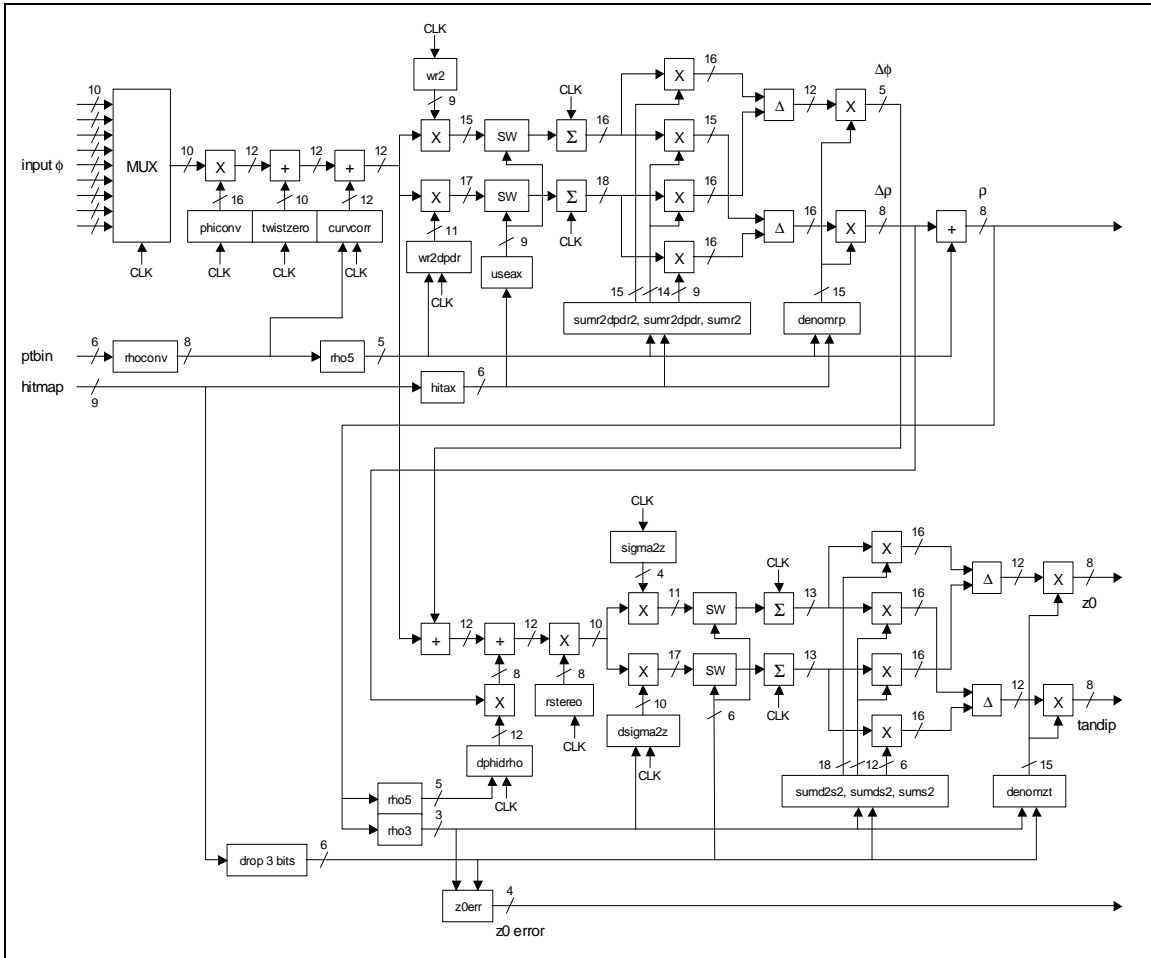 CLK
wr2
9
10
input ϕ
MUX
CLK
10
X
12
+
12
+
12
16
10
12
phiconv
twistzero
curvcorr
CLK
CLK
CLK
X
15
SW
CLK
Σ
16
X
17
SW
Σ
18
CLK
11
wr2dpdr
CLK
9
useax
X
16
X
15
X
16
X
16
15
14
9
sumr2dpdr2, sumr2dpdr, sumr2
Δ
12
X
Δϕ
5
Δ
16
X
Δρ
8
+
ρ
8
15
denomrp
ptbin
6
rhoconv
8
rho5
5
hitmap
9
hitax
6
CLK
sigma2z
4
+
12
+
12
X
10
8
X
12
dphidrho
CLK
8
rstereo
CLK
X
11
SW
CLK
Σ
13
X
17
SW
Σ
13
CLK
10
dsigma2z
CLK
6
X
16
X
16
X
16
X
16
18
12
6
sumd2s2, sumds2, sums2
Δ
12
X
8
z0
Δ
12
X
8
tandip
15
denomzt
rho5
5
rho3
3
drop 3 bits
6
z0err
4
z0 error